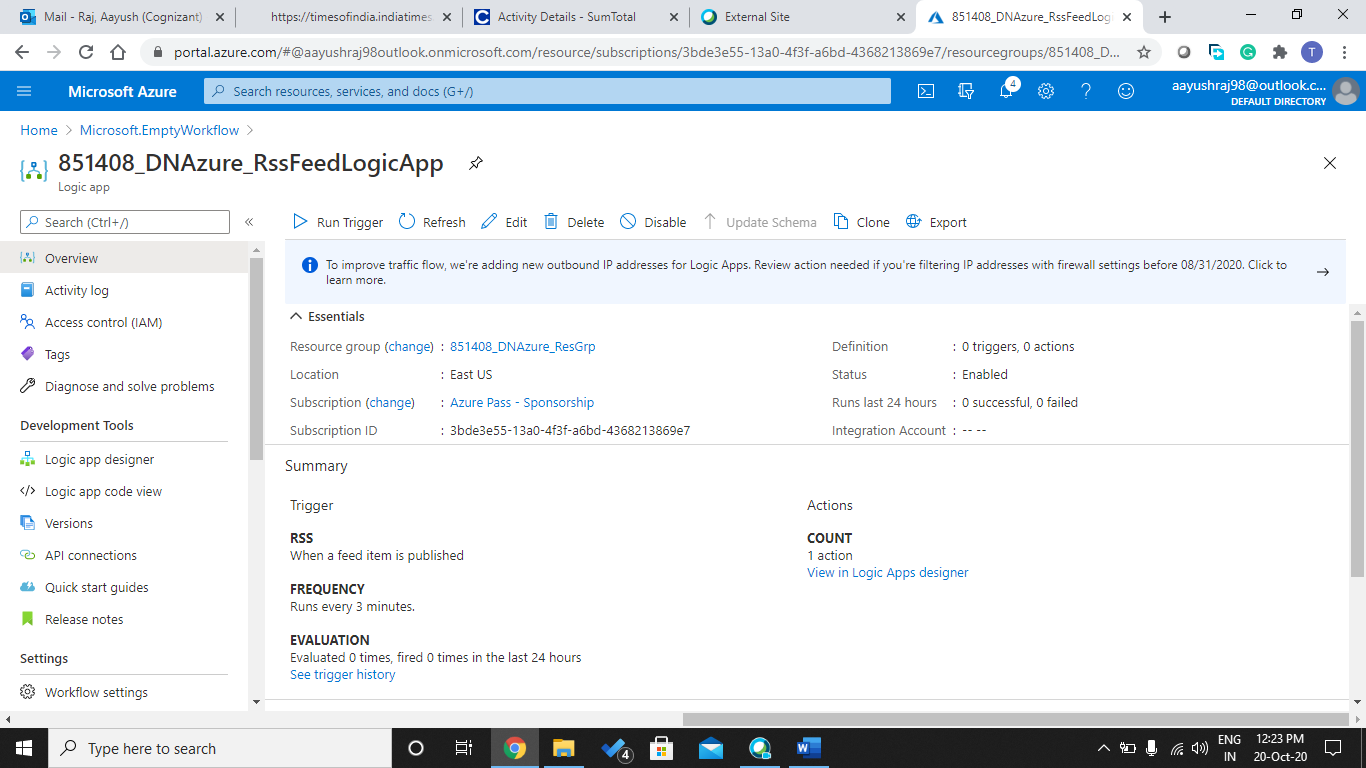 Mail - Raj, Aayush (Cognizant)
https://timesofindia.indiatimes
Activity Details - SumTotal
External Site
851408_DNAzure_RssFeedLogi
portal.azure.com/#@aayushraj98outlook.onmicrosoft.com/resource/subscriptions/3bde3e55-13a0-4f3f-a6bd-4368213869e7/resourcegroups/851408_D...
T
Microsoft Azure
Search resources, services, and docs (G+/)
4
aayushraj98@outlook.c...
DEFAULT DIRECTORY
Home > Microsoft.EmptyWorkflow >
851408_DNAzure_RssFeedLogicApp
Logic app
Search (Ctrl+/)
«
Overview
Activity log
Access control (IAM)
Tags
Diagnose and solve problems
Development Tools
Logic app designer
Logic app code view
Versions
API connections
Quick start guides
Release notes
Settings
Workflow settings
Run Trigger Refresh Edit Delete Disable Update Schema Clone Export
To improve traffic flow, we're adding new outbound IP addresses for Logic Apps. Review action needed if you're filtering IP addresses with firewall settings before 08/31/2020. Click to
learn more.
Essentials
Resource group (change) : 851408_DNAzure_ResGrp
Location : East US
Subscription (change) : Azure Pass - Sponsorship
Subscription ID : 3bde3e55-13a0-4f3f-a6bd-4368213869e7
Definition : 0 triggers, 0 actions
Status : Enabled
Runs last 24 hours : 0 successful, 0 failed
Integration Account : -- --
Summary
Trigger
RSS
When a feed item is published
FREQUENCY
Runs every 3 minutes.
EVALUATION
Evaluated 0 times, fired 0 times in the last 24 hours
See trigger history
Actions
COUNT
1 action
View in Logic Apps designer
Type here to search
4
ENG
IN
12:23 PM
20-Oct-20